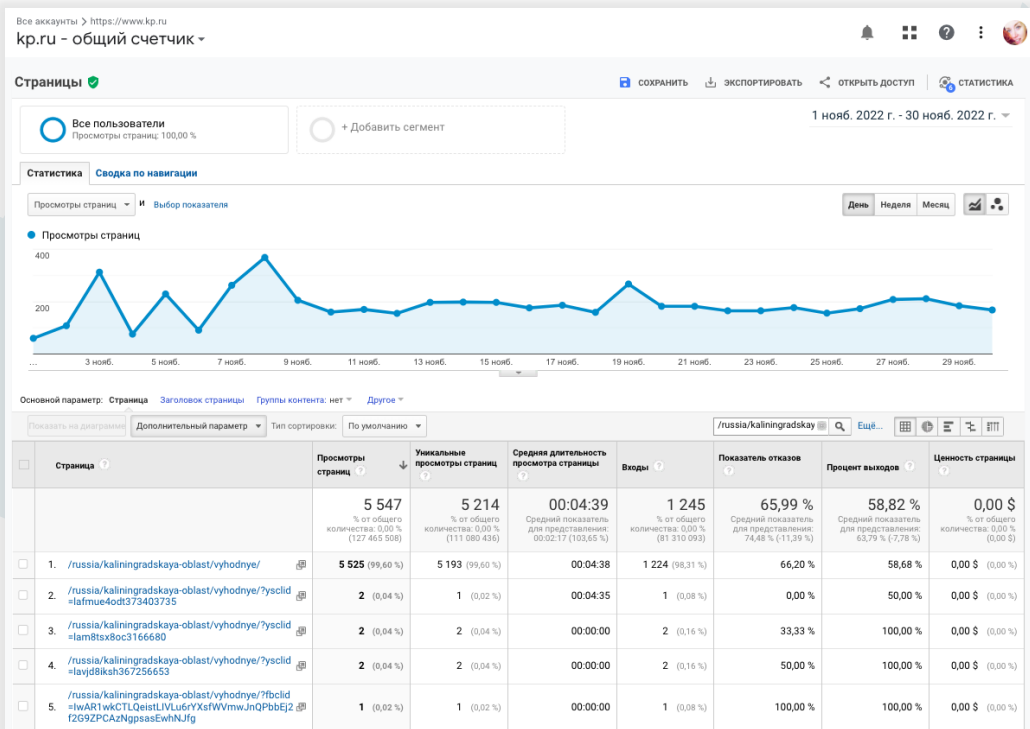 Все аккаунты > https://www.kp.ru
kp.ru - общий счетчик
Страницы
СОХРАНИТЬ
ЭКСПОРТИРОВАТЬ
ОТКРЫТЬ ДОСТУП
6
СТАТИСТИКА
Все пользователи
Просмотры страниц: 100,00 %
+ Добавить сегмент
1 нояб. 2022 г. - 30 нояб. 2022 г.
Статистика
Сводка по навигации
Просмотры страниц
и
Выбор показателя
День
Неделя
Месяц
Просмотры страниц
400
200
... 3 нояб. 5 нояб. 7 нояб. 9 нояб. 11 нояб. 13 нояб. 15 нояб. 17 нояб. 19 нояб. 21 нояб. 23 нояб. 25 нояб. 27 нояб. 29 нояб.
Основной параметр: Страница Заголовок страницы Группы контента: нет Другое
Показать на диаграмме
Дополнительный параметр
Тип сортировки:
По умолчанию
/russia/kaliningradskay
Ещё...
Страница
Просмотры
страниц
Уникальные
просмотры страниц
Средняя длительность
просмотра страницы
Входы
Показатель отказов
Процент выходов
Ценность страницы
5 547
% от общего
количества: 0,00 %
(127 465 508)
5 214
% от общего
количества: 0,00 %
(111 080 436)
00:04:39
Средний показатель
для представления:
00:02:17 (103,65 %)
1 245
% от общего
количества: 0,00 %
(81 310 093)
65,99 %
Средний показатель
для представления:
74,48 % (-11,39 %)
58,82 %
Средний показатель
для представления:
63,79 % (-7,78 %)
0,00 $
% от общего
количества: 0,00 %
(0,00 $)
1. /russia/kaliningradskaya-oblast/vyhodnye/ 5 525 (99,60 %) 5 193 (99,60 %) 00:04:38 1 224 (98,31 %) 66,20 % 58,68 % 0,00 $ (0,00 %)
2. /russia/kaliningradskaya-oblast/vyhodnye/?ysclid
=lafmue4odt373403735 2 (0,04 %) 1 (0,02 %) 00:04:35 1 (0,08 %) 0,00 % 50,00 % 0,00 $ (0,00 %)
3. /russia/kaliningradskaya-oblast/vyhodnye/?ysclid
=lam8tsx8oc3166680 2 (0,04 %) 2 (0,04 %) 00:00:00 2 (0,16 %) 33,33 % 100,00 % 0,00 $ (0,00 %)
4. /russia/kaliningradskaya-oblast/vyhodnye/?ysclid
=lavjd8iksh367256653 2 (0,04 %) 2 (0,04 %) 00:00:00 2 (0,16 %) 50,00 % 100,00 % 0,00 $ (0,00 %)
5. /russia/kaliningradskaya-oblast/vyhodnye/?fbclid
=IwAR1wkCTLQeistLIVLu6rYXsfWVmwJnQPbbEj2
f2G9ZPCAzNgpsasEwhNJfg 1 (0,02 %) 1 (0,02 %) 00:00:00 1 (0,08 %) 100,00 % 100,00 % 0,00 $ (0,00 %)